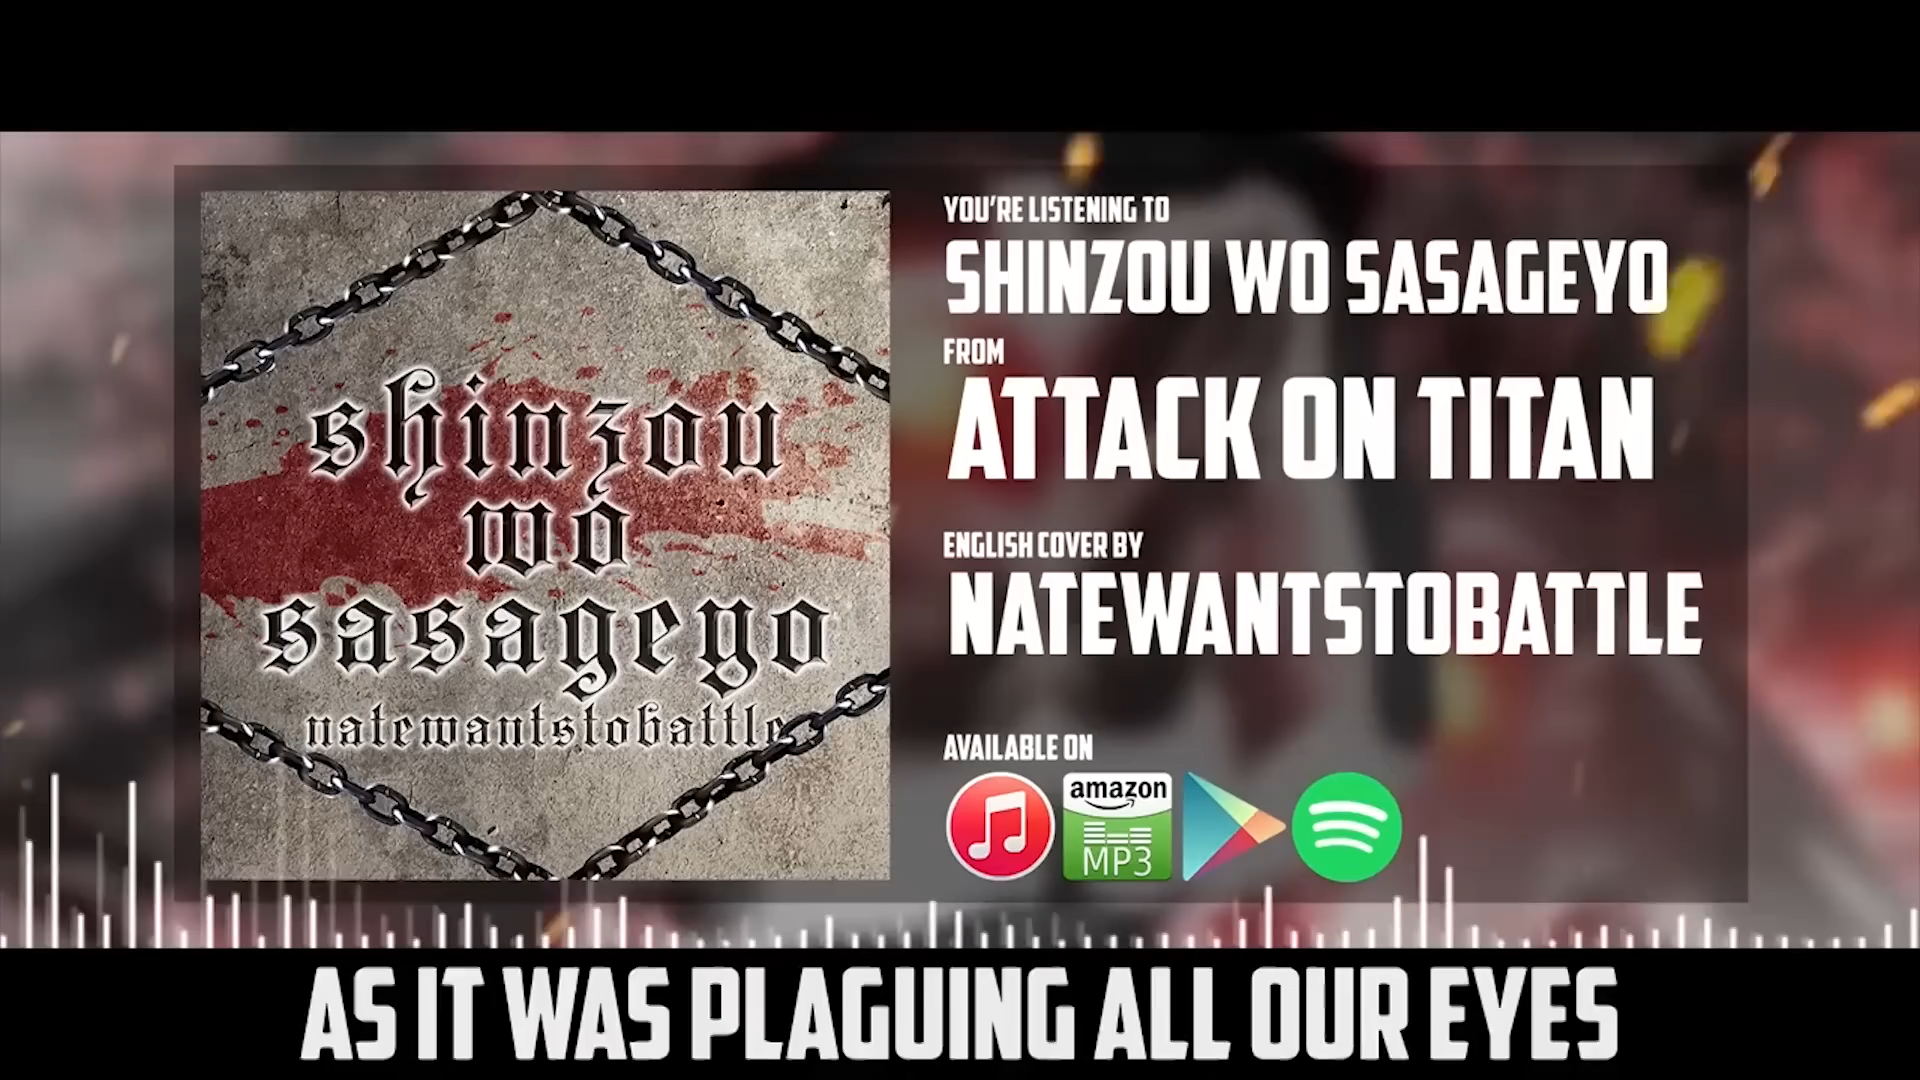 shinzou
wo
sasageyo
natewantstobattle
YOU'RE LISTENING TO
SHINZOU WO SASAGEYO
FROM
ATTACK ON TITAN
ENGLISH COVER BY
NATEWANTSTOBATTLE
AVAILABLE ON
amazon
MP3
AS IT WAS PLAGUING ALL OUR EYES